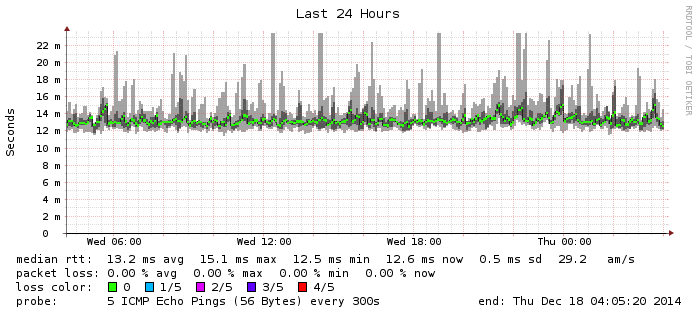 Last 24 Hours
RRDTOOL / TOBI OETIKER
Seconds
22 m
20 m
18 m
16 m
14 m
12 m
10 m
8 m
6 m
4 m
2 m
0
Wed 06:00 Wed 12:00 Wed 18:00 Thu 00:00
median rtt: 13.2 ms avg 15.1 ms max 12.5 ms min 12.6 ms now 0.5 ms sd 29.2 am/s
packet loss: 0.00 % avg 0.00 % max 0.00 % min 0.00 % now
loss color: 0 1/5 2/5 3/5 4/5
probe: 5 ICMP Echo Pings (56 Bytes) every 300s end: Thu Dec 18 04:05:20 2014